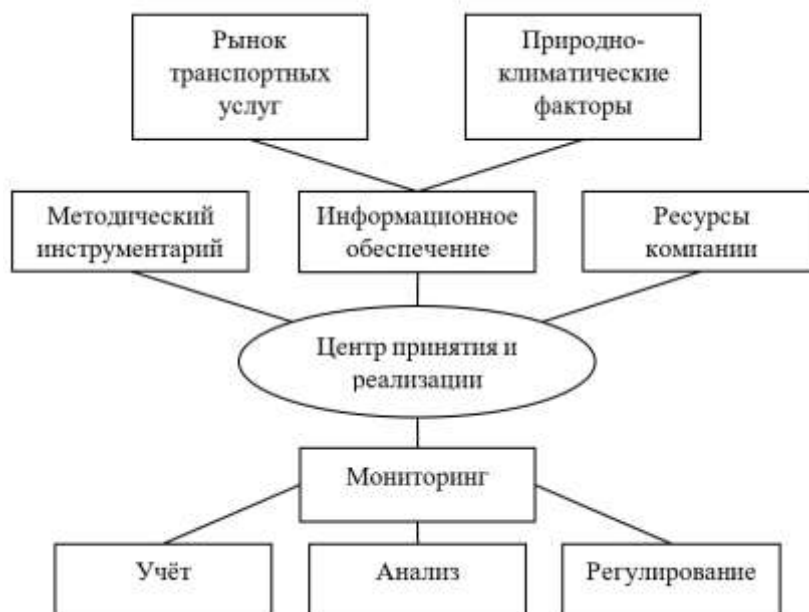 Рынок
транспортных
услуг
Природно-
климатические
факторы
Методический
инструментарий
Информационное
обеспечение
Ресурсы
компании
Центр принятия и
реализации
Мониторинг
Учёт
Анализ
Регулирование